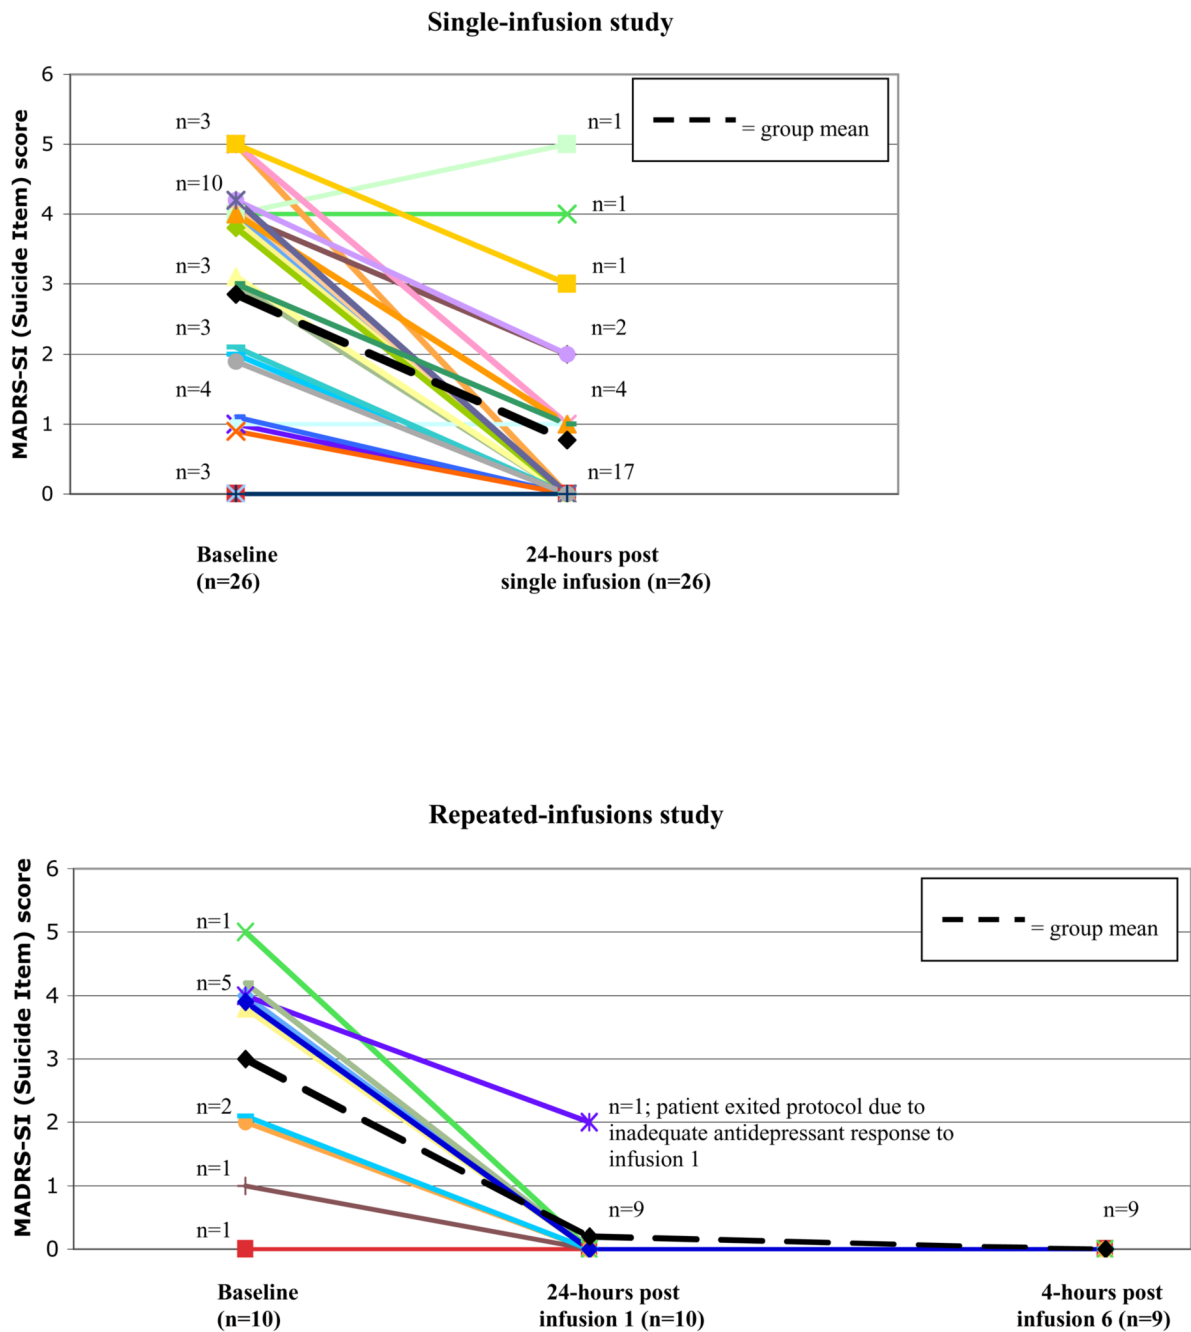 Single-infusion study
MADRS-SI (Suicide Item) score
6
5
4
3
2
1
0
n=3
n=10
n=3
n=3
n=4
n=3
n=1
n=1
n=1
n=2
n=4
n=17
= group mean
Baseline
(n=26)
24-hours post
single infusion (n=26)
Repeated-infusions study
MADRS-SI (Suicide Item) score
6
5
4
3
2
1
0
n=1
n=5
n=2
n=1
n=1
= group mean
n=1; patient exited protocol due to
inadequate antidepressant response to
infusion 1
n=9
n=9
Baseline
(n=10)
24-hours post
infusion 1 (n=10)
4-hours post
infusion 6 (n=9)